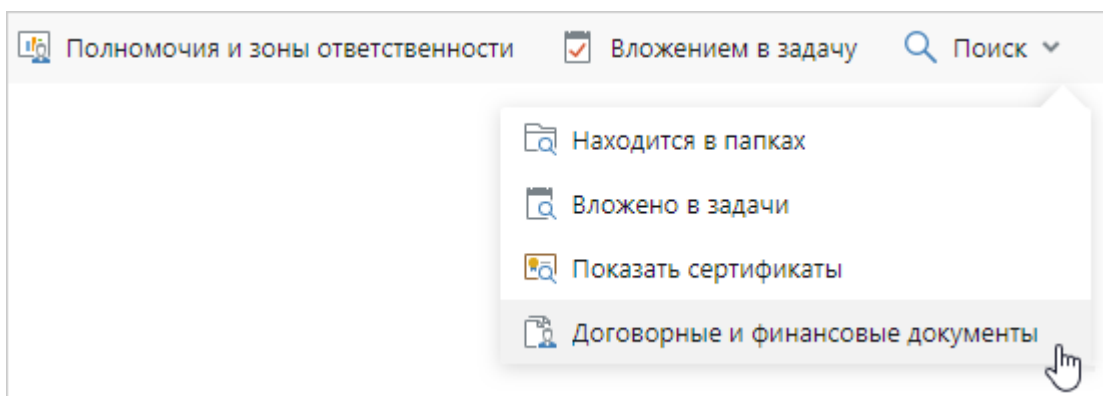 Полномочия и зоны ответственности Вложением в задачу Поиск
Находится в папках
Вложено в задачи
Показать сертификаты
Договорные и финансовые документы